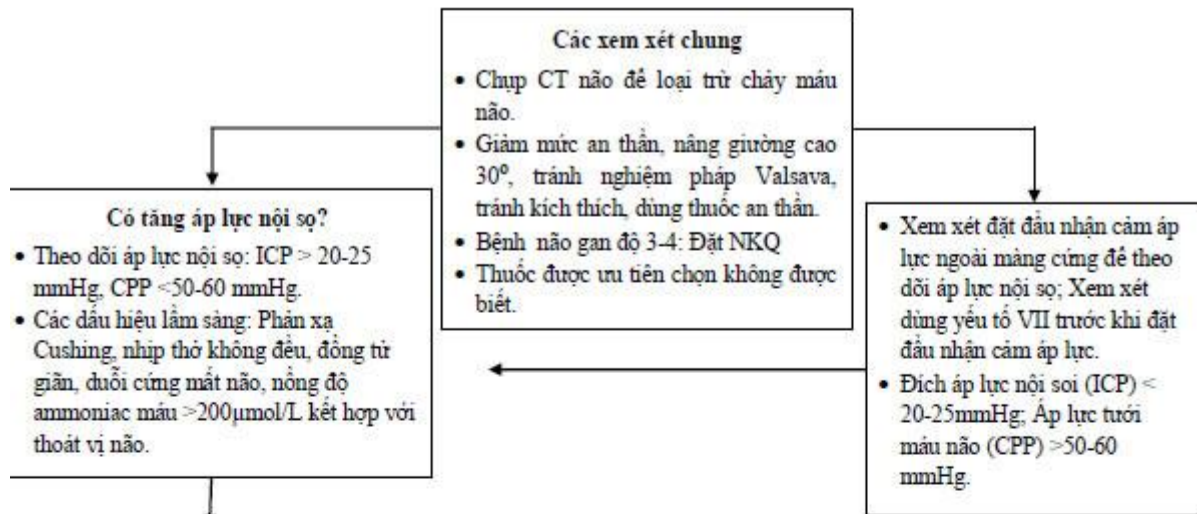 Các xem xét chung
• Chụp CT não để loại trừ chảy máu
não.
• Giảm mức an thần, nâng giường cao
30⁰, tránh nghiệm pháp Valsava,
tránh kích thích, dùng thuốc an thần.
• Bệnh não gan độ 3-4: Đặt NKQ
• Thuốc được ưu tiên chọn không được
biết.
Có tăng áp lực nội sọ?
• Theo dõi áp lực nội sọ: ICP > 20-25
mmHg, CPP <50-60 mmHg.
• Các dấu hiệu lâm sàng: Phản xạ
Cushing, nhịp thở không đều, đồng tử
giãn, duỗi cứng mất não, nồng độ
ammoniac máu >200µmol/L kết hợp với
thoát vị não.
• Xem xét đặt đầu nhận cảm áp
lực ngoài màng cứng để theo
dõi áp lực nội sọ; Xem xét
dùng yếu tố VII trước khi đặt
đầu nhận cảm áp lực.
• Đích áp lực nội soi (ICP) <
20-25mmHg; Áp lực tưới
máu não (CPP) >50-60
mmHg.